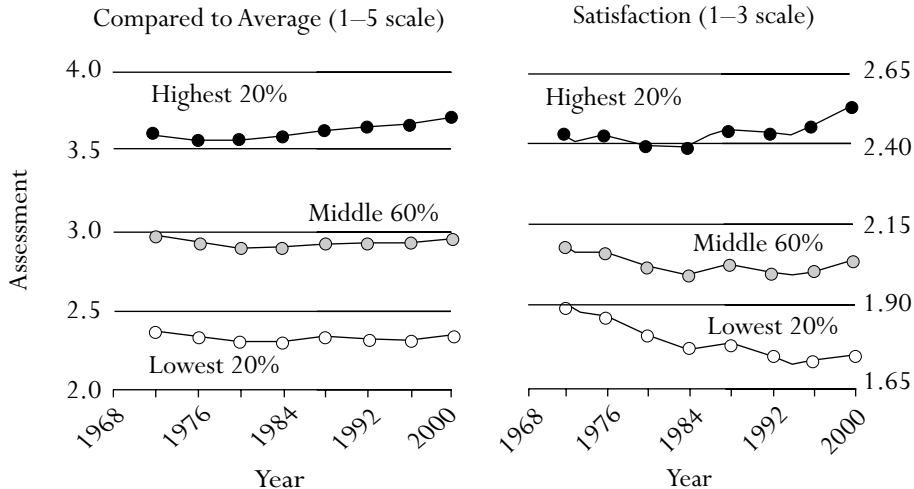 Compared to Average (1–5 scale)
4.0
Highest 20%
3.5
Middle 60%
3.0
2.5
Lowest 20%
2.0
Assessment
1968
1976
1984
1992
2000
Year
Satisfaction (1–3 scale)
2.65
Highest 20%
2.40
2.15
Middle 60%
1.90
Lowest 20%
1.65
1968
1976
1984
1992
2000
Year